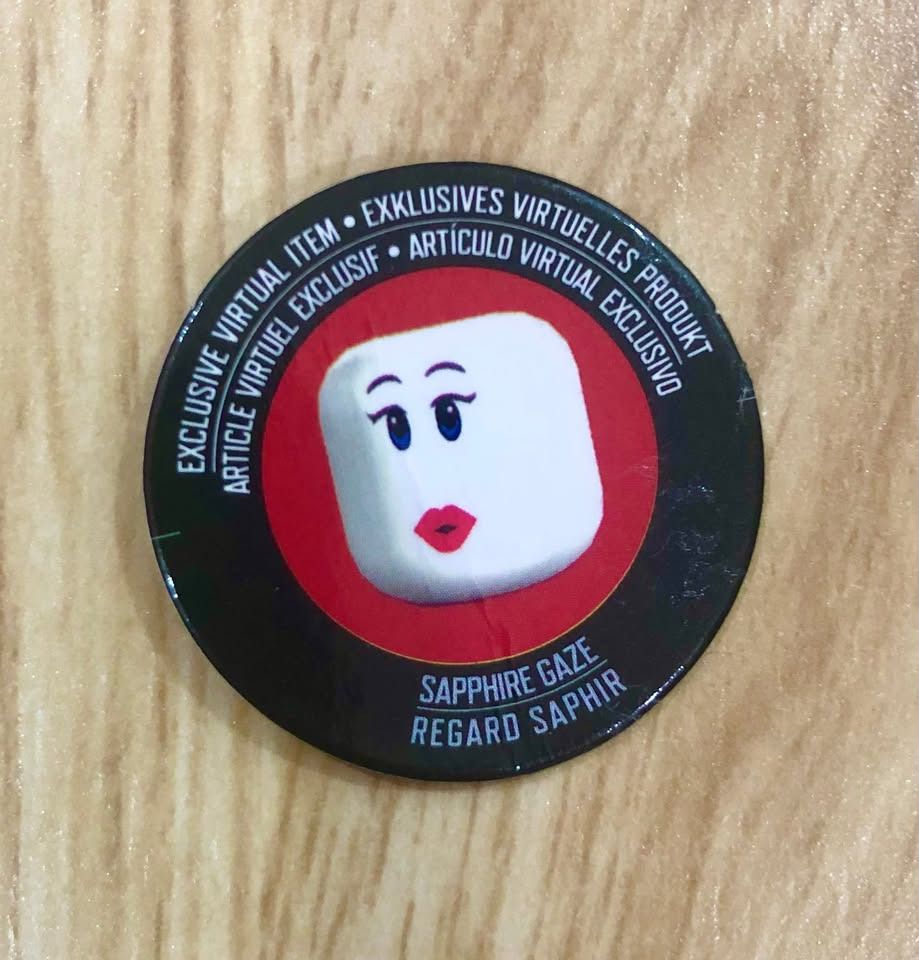 EXCLUSIVE VIRTUAL ITEM • EXKLUSIVES VIRTUELLES PRODUKT
ARTICLE VIRTUEL EXCLUSIF • ARTÍCULO VIRTUAL EXCLUSIVO
SAPPHIRE GAZE
REGARD SAPHIR